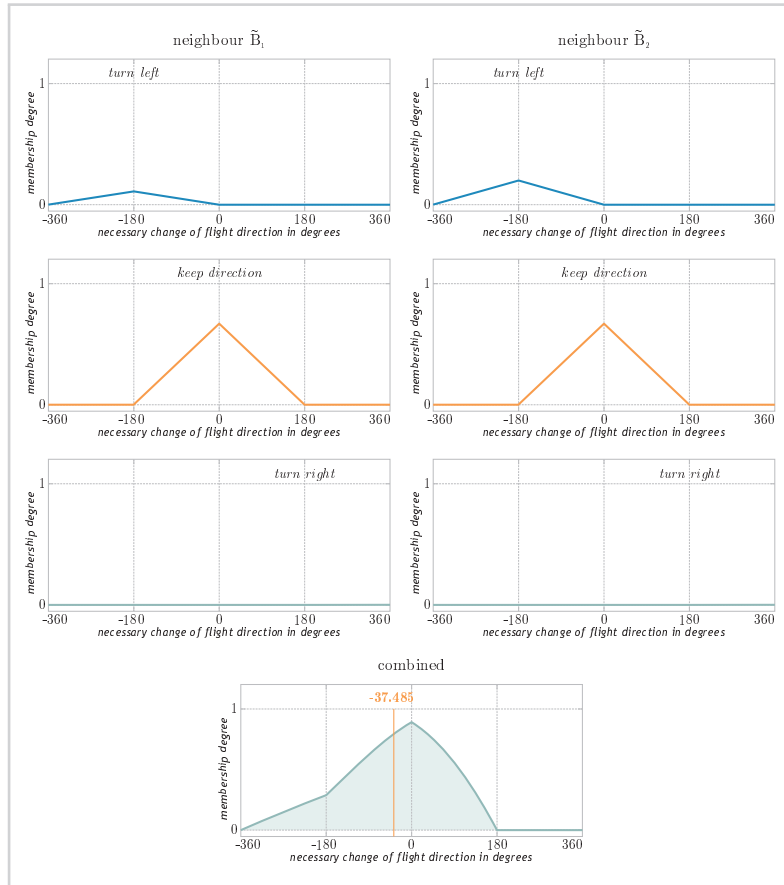 neighbour B̃₁
neighbour B̃₂
turn left
turn left
1
1
membership degree
membership degree
0
0
-360 -180 0 180 360
-360 -180 0 180 360
necessary change of flight direction in degrees
necessary change of flight direction in degrees
keep direction
keep direction
1
1
membership degree
membership degree
0
0
-360 -180 0 180 360
-360 -180 0 180 360
necessary change of flight direction in degrees
necessary change of flight direction in degrees
turn right
turn right
1
1
membership degree
membership degree
0
0
-360 -180 0 180 360
-360 -180 0 180 360
necessary change of flight direction in degrees
necessary change of flight direction in degrees
combined
-37.485
1
membership degree
0
-360 -180 0 180 360
necessary change of flight direction in degrees